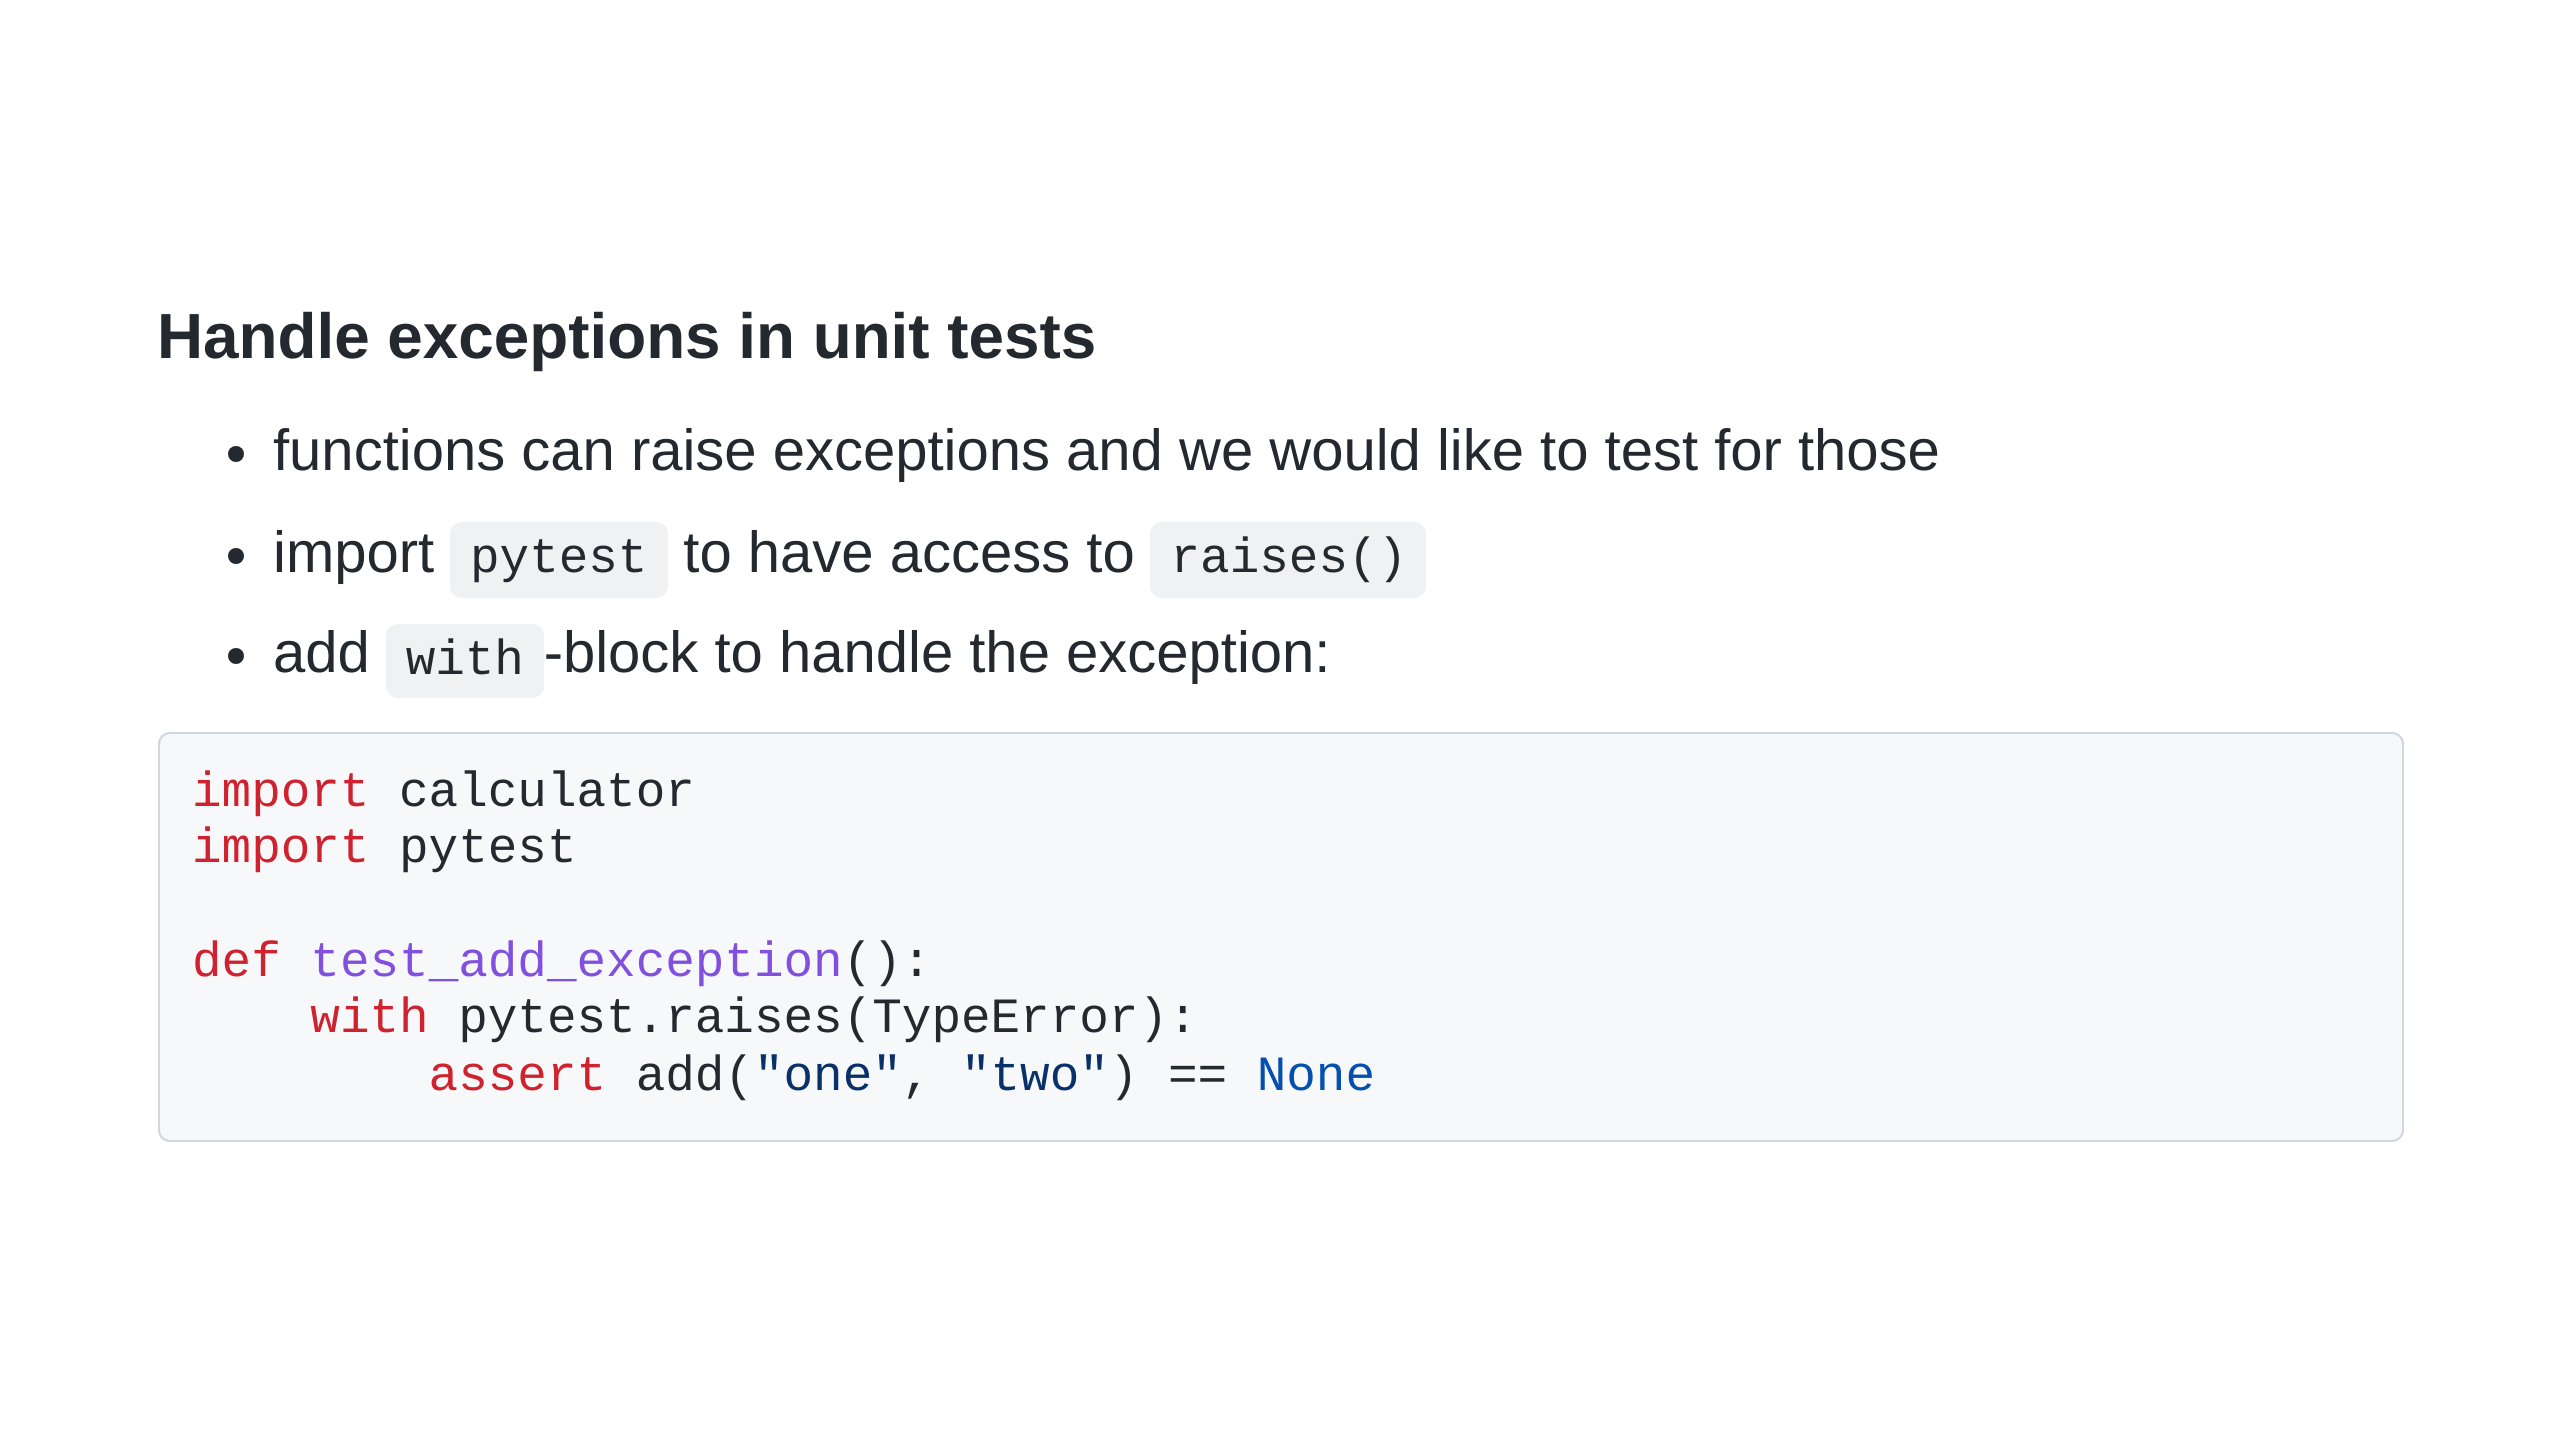 Handle exceptions in unit tests
• functions can raise exceptions and we would like to test for those
• import pytest to have access to raises()
• add with-block to handle the exception:
import calculator
import pytest

def test_add_exception():
    with pytest.raises(TypeError):
        assert add("one", "two") == None